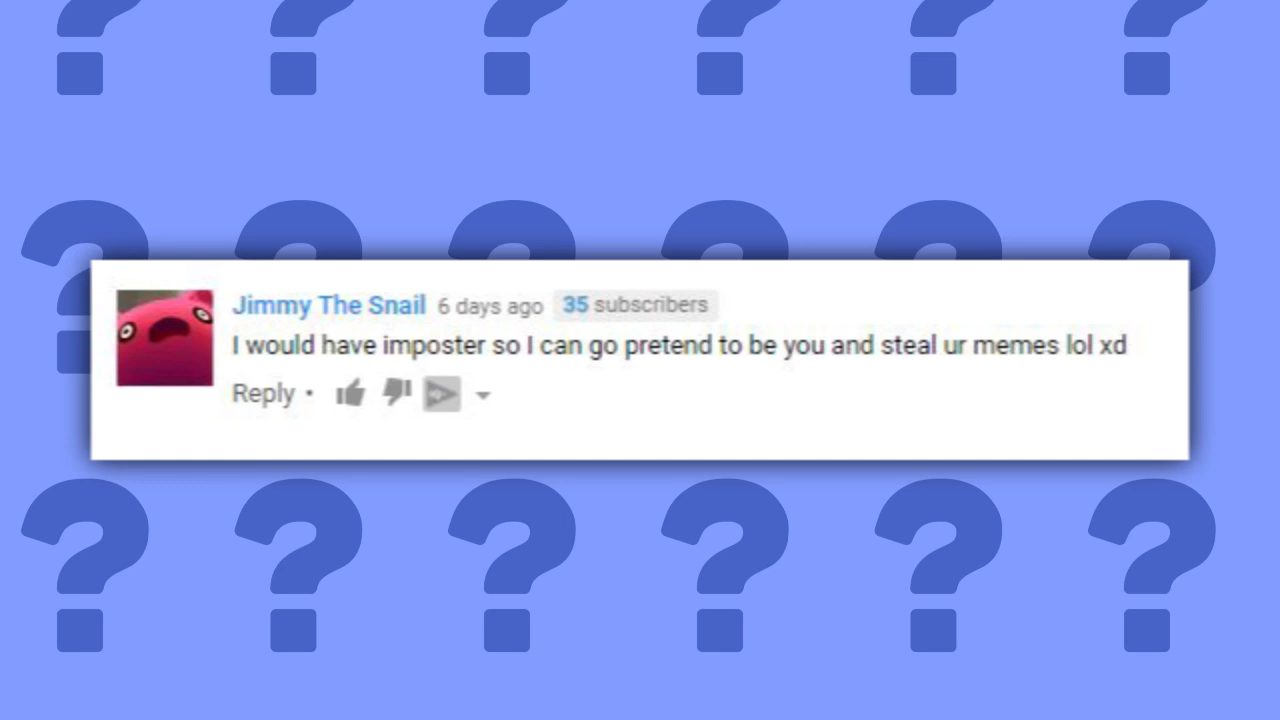 Jimmy The Snail 6 days ago 35 subscribers
I would have imposter so I can go pretend to be you and steal ur memes lol xd
Reply •